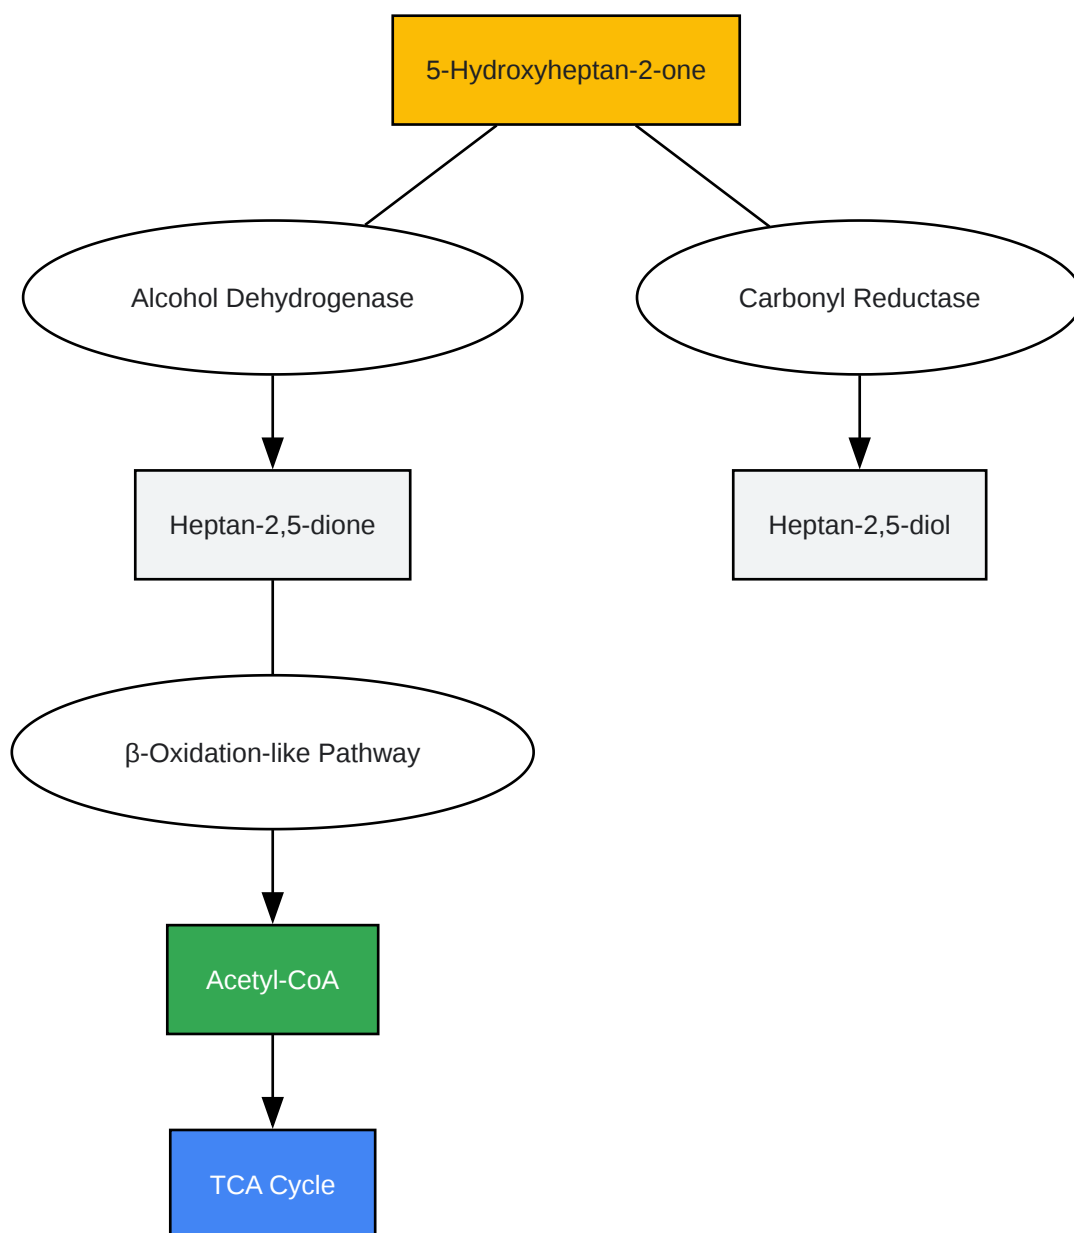 5-Hydroxyheptan-2-one
Alcohol Dehydrogenase
Carbonyl Reductase
Heptan-2,5-dione
Heptan-2,5-diol
β-Oxidation-like Pathway
Acetyl-CoA
TCA Cycle